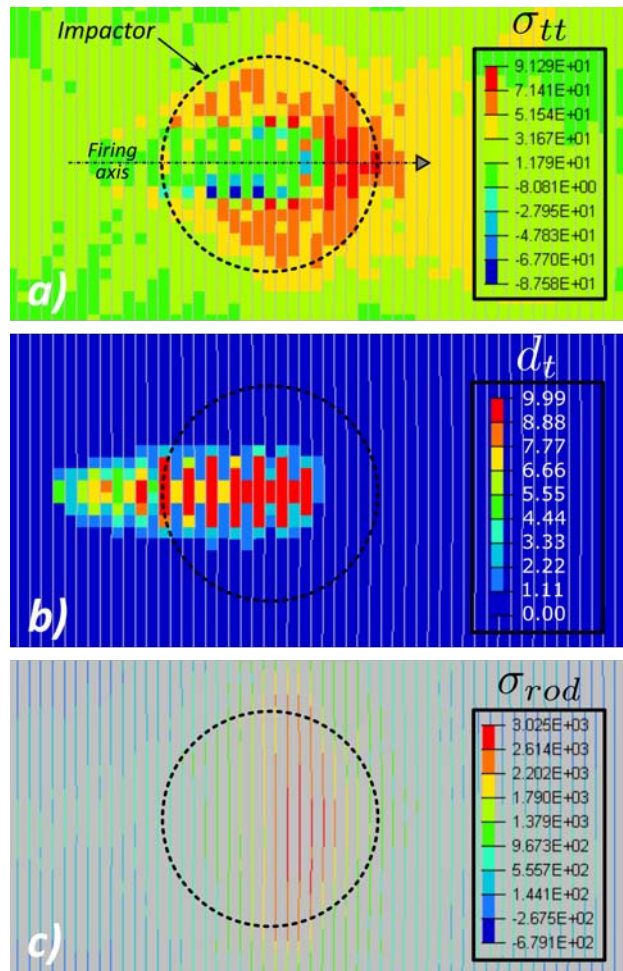 Impactor
Firing
axis
σtt
9.129E+01
7.141E+01
5.154E+01
3.167E+01
1.179E+01
-8.081E+00
-2.795E+01
-4.783E+01
-6.770E+01
-8.758E+01
a)
dt
9.99
8.88
7.77
6.66
5.55
4.44
3.33
2.22
1.11
0.00
b)
σrod
3.025E+03
2.614E+03
2.202E+03
1.790E+03
1.379E+03
9.673E+02
5.557E+02
1.441E+02
-2.675E+02
-6.791E+02
c)